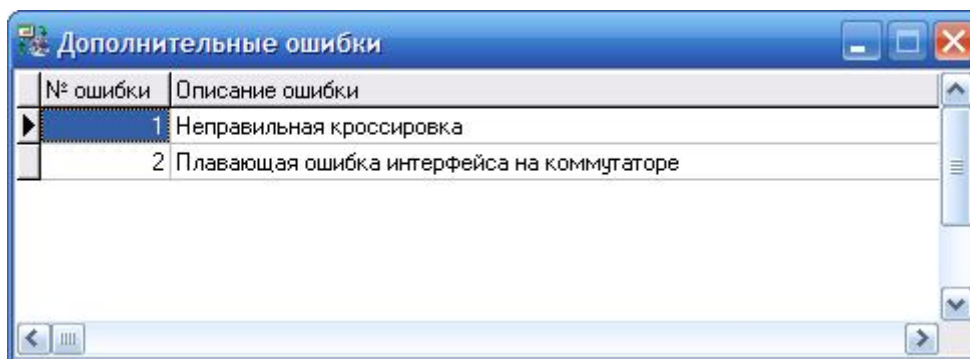 Дополнительные ошибки
№ ошибки Описание ошибки
1 Неправильная кроссировка
2 Плавающая ошибка интерфейса на коммутаторе